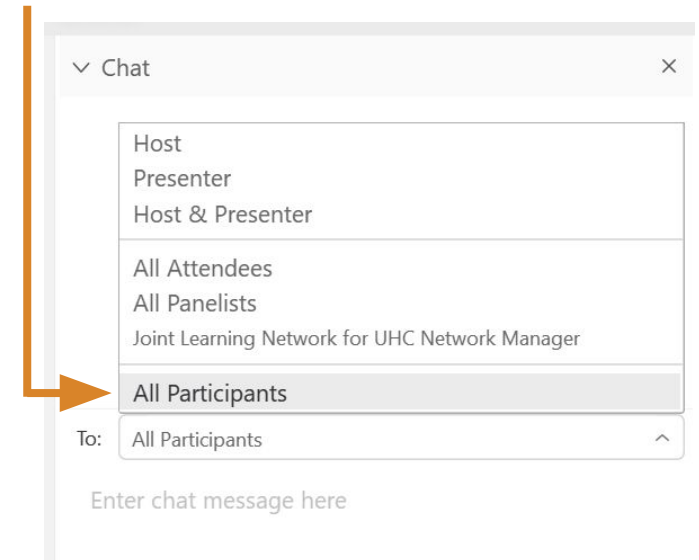 Chat
Host
Presenter
Host & Presenter
All Attendees
All Panelists
Joint Learning Network for UHC Network Manager
All Participants
To: All Participants
Enter chat message here